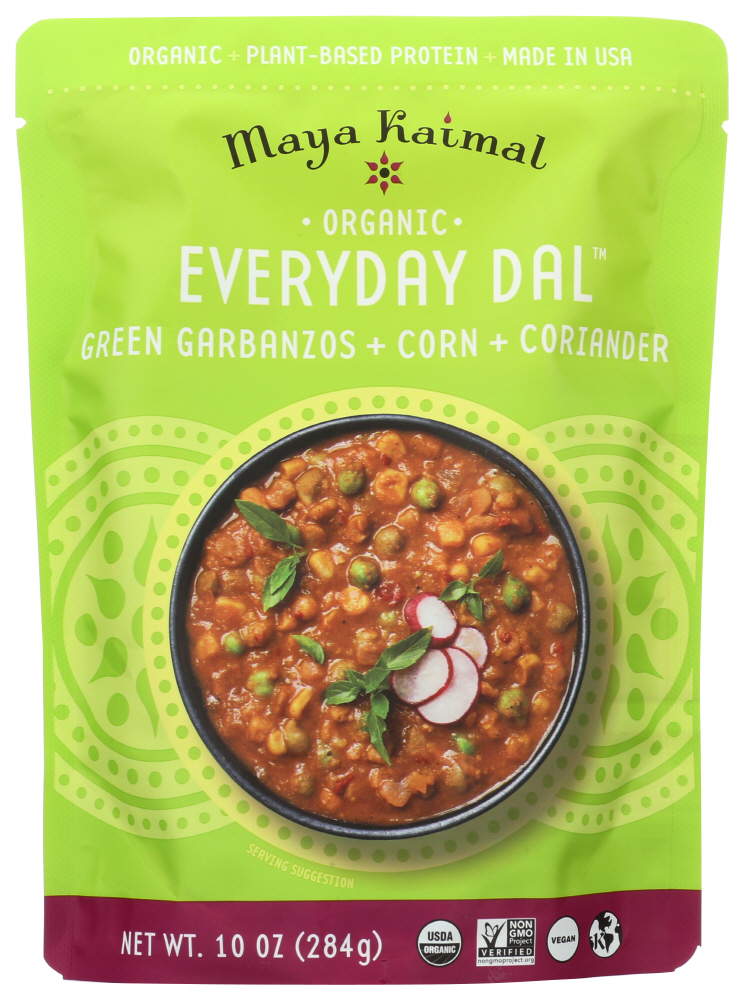 ORGANIC + PLANT-BASED PROTEIN + MADE IN USA
Maya Kaimal
• ORGANIC •
EVERYDAY DAL™
GREEN GARBANZOS + CORN + CORIANDER
SERVING SUGGESTION
NET WT. 10 OZ (284g)
USDA
ORGANIC
NON
GMO
Project
VERIFIED
nongmoproject.org
VEGAN
K